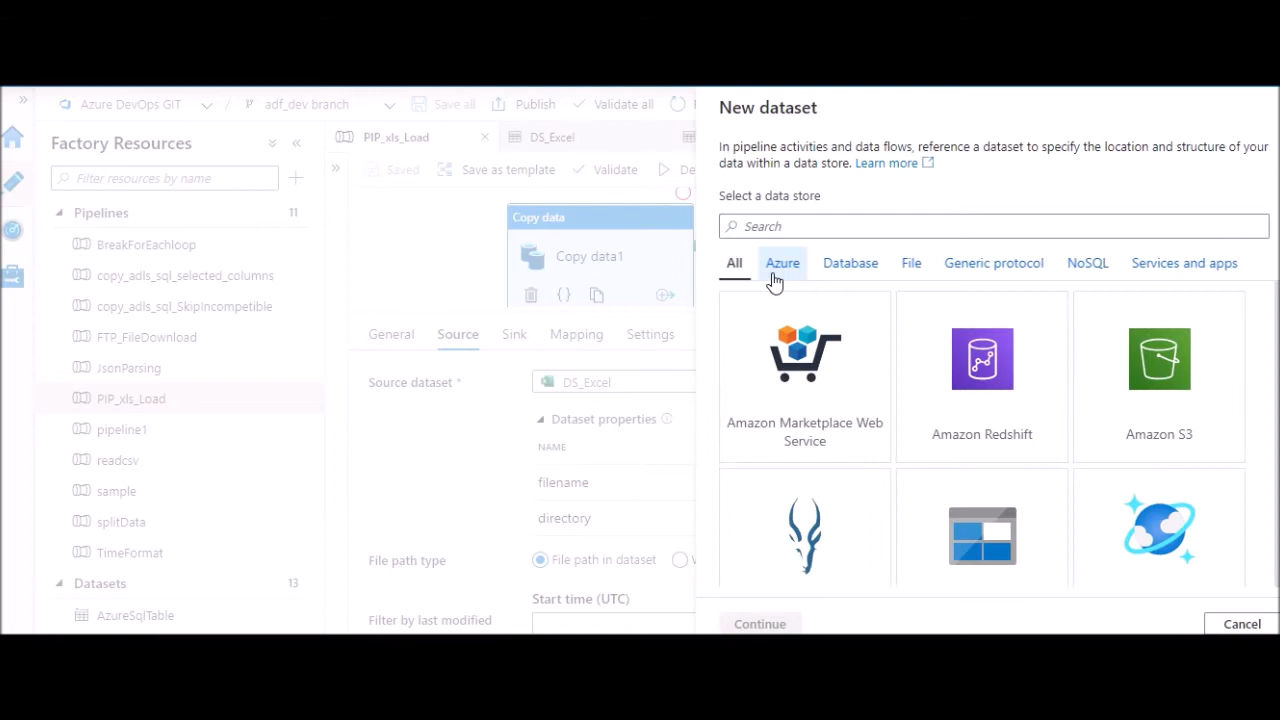 Azure DevOps GIT
/
adf_dev branch
Save all
Publish
Validate all
Factory Resources
Filter resources by name
Pipelines
11
BreakForEachloop
copy_adls_sql_selected_columns
copy_adls_sql_SkipIncompetible
FTP_FileDownload
JsonParsing
PIP_xls_Load
pipeline1
readcsv
sample
splitData
TimeFormat
Datasets
13
AzureSqlTable
PIP_xls_Load
DS_Excel
Saved
Save as template
Validate
De
Copy data
Copy data1
General
Source
Sink
Mapping
Settings
Source dataset *
DS_Excel
Dataset properties
NAME
filename
directory
File path type
File path in dataset
Start time (UTC)
Filter by last modified
New dataset
In pipeline activities and data flows, reference a dataset to specify the location and structure of your
data within a data store. Learn more
Select a data store
Search
All
Azure
Database
File
Generic protocol
NoSQL
Services and apps
Amazon Marketplace Web
Service
Amazon Redshift
Amazon S3
Continue
Cancel